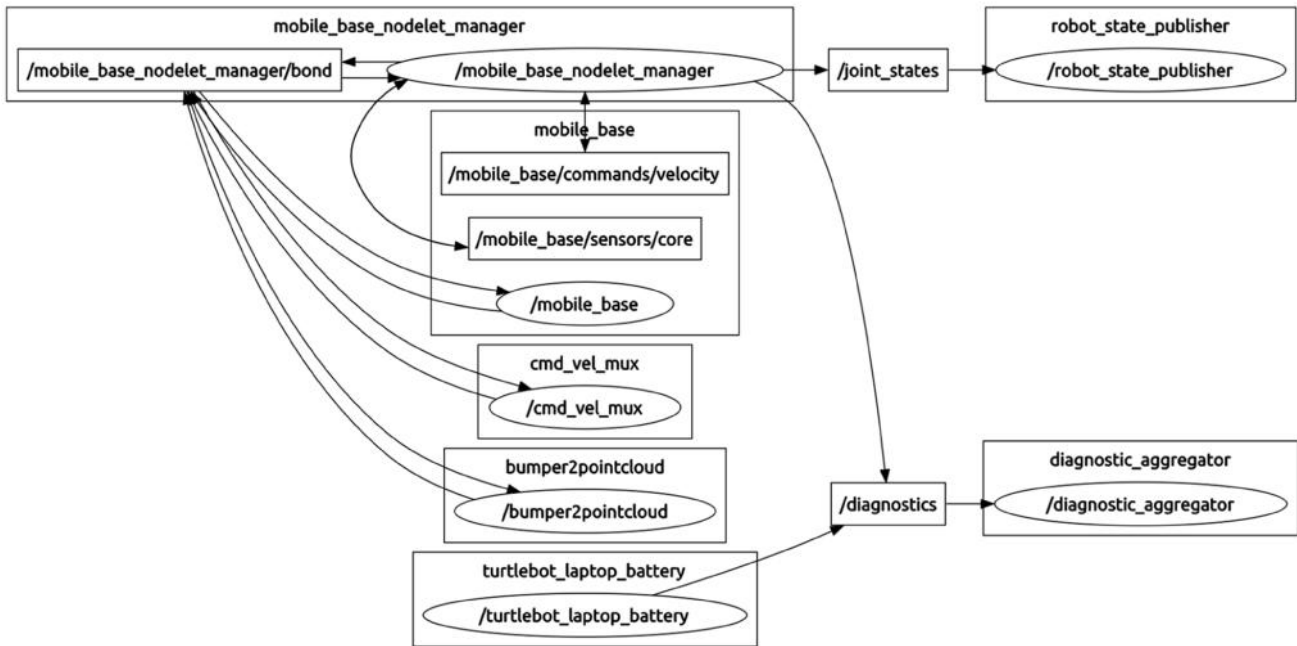 mobile_base_nodelet_manager
/mobile_base_nodelet_manager/bond
/mobile_base_nodelet_manager
/joint_states
robot_state_publisher
/robot_state_publisher
mobile_base
/mobile_base/commands/velocity
/mobile_base/sensors/core
/mobile_base
cmd_vel_mux
/cmd_vel_mux
bumper2pointcloud
/bumper2pointcloud
/diagnostics
diagnostic_aggregator
/diagnostic_aggregator
turtlebot_laptop_battery
/turtlebot_laptop_battery